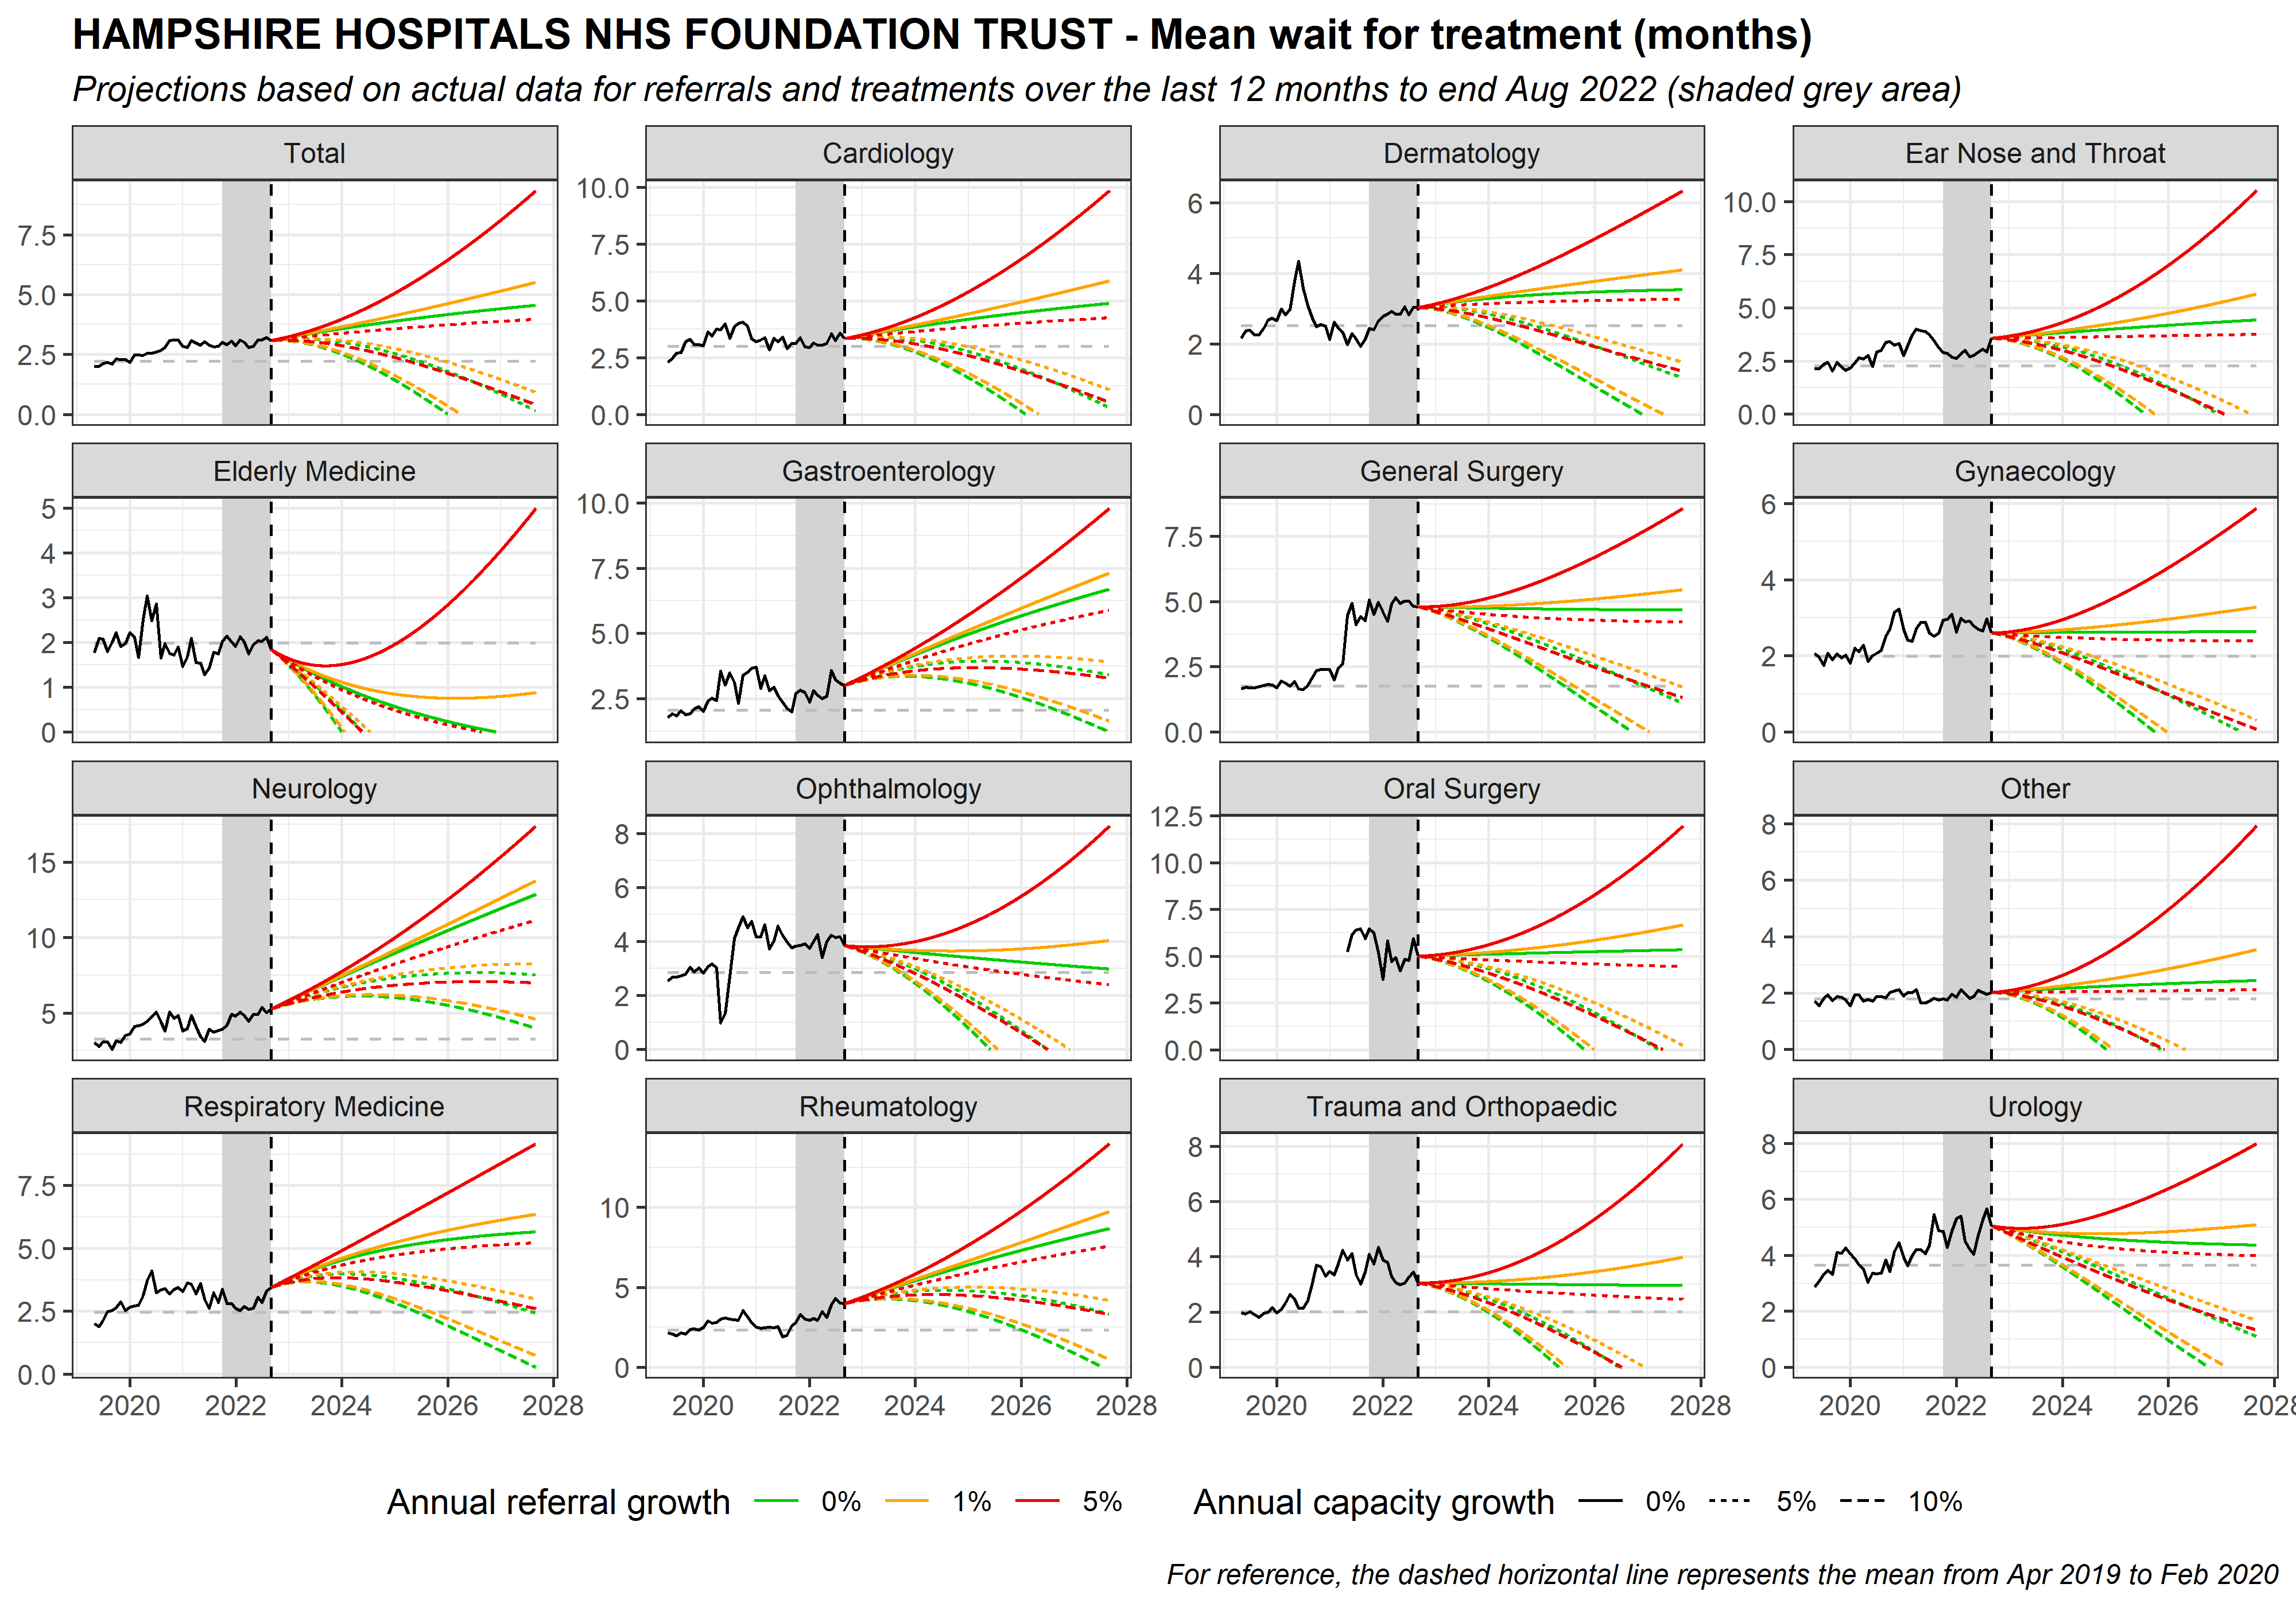 HAMPSHIRE HOSPITALS NHS FOUNDATION TRUST - Mean wait for treatment (months)
Projections based on actual data for referrals and treatments over the last 12 months to end Aug 2022 (shaded grey area)
Total
7.5
5.0
2.5
0.0
Cardiology
10.0
7.5
5.0
2.5
0.0
Dermatology
6
4
2
0
Ear Nose and Throat
10.0
7.5
5.0
2.5
0.0
Elderly Medicine
5
4
3
2
1
0
Gastroenterology
10.0
7.5
5.0
2.5
General Surgery
7.5
5.0
2.5
0.0
Gynaecology
6
4
2
0
Neurology
15
10
5
Ophthalmology
8
6
4
2
0
Oral Surgery
12.5
10.0
7.5
5.0
2.5
0.0
Other
8
6
4
2
0
Respiratory Medicine
7.5
5.0
2.5
0.0
Rheumatology
10
5
0
Trauma and Orthopaedic
8
6
4
2
0
Urology
8
6
4
2
0
2020 2022 2024 2026 2028
2020 2022 2024 2026 2028
2020 2022 2024 2026 2028
2020 2022 2024 2026 2028
Annual referral growth 0% 1% 5%
Annual capacity growth 0% 5% 10%
For reference, the dashed horizontal line represents the mean from Apr 2019 to Feb 2020